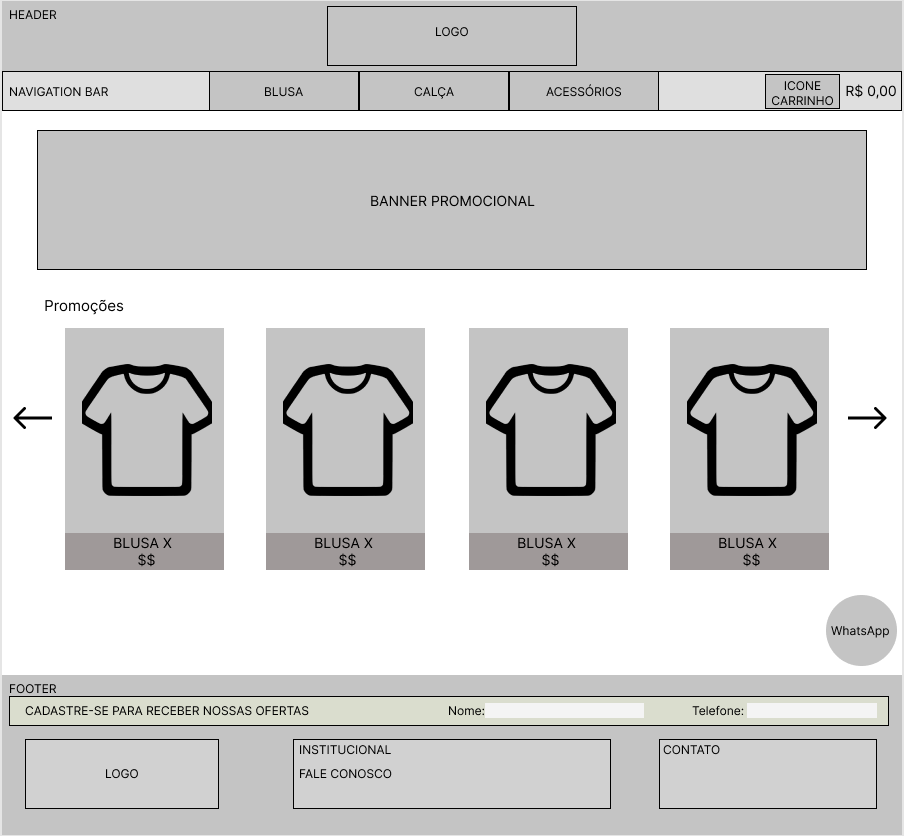 HEADER
LOGO
NAVIGATION BAR
BLUSA
CALÇA
ACESSÓRIOS
ICONE
CARRINHO
R$ 0,00
BANNER PROMOCIONAL
Promoções
BLUSA X
$$
BLUSA X
$$
BLUSA X
$$
BLUSA X
$$
WhatsApp
FOOTER
CADASTRE-SE PARA RECEBER NOSSAS OFERTAS
Nome:
Telefone:
LOGO
INSTITUCIONAL
FALE CONOSCO
CONTATO